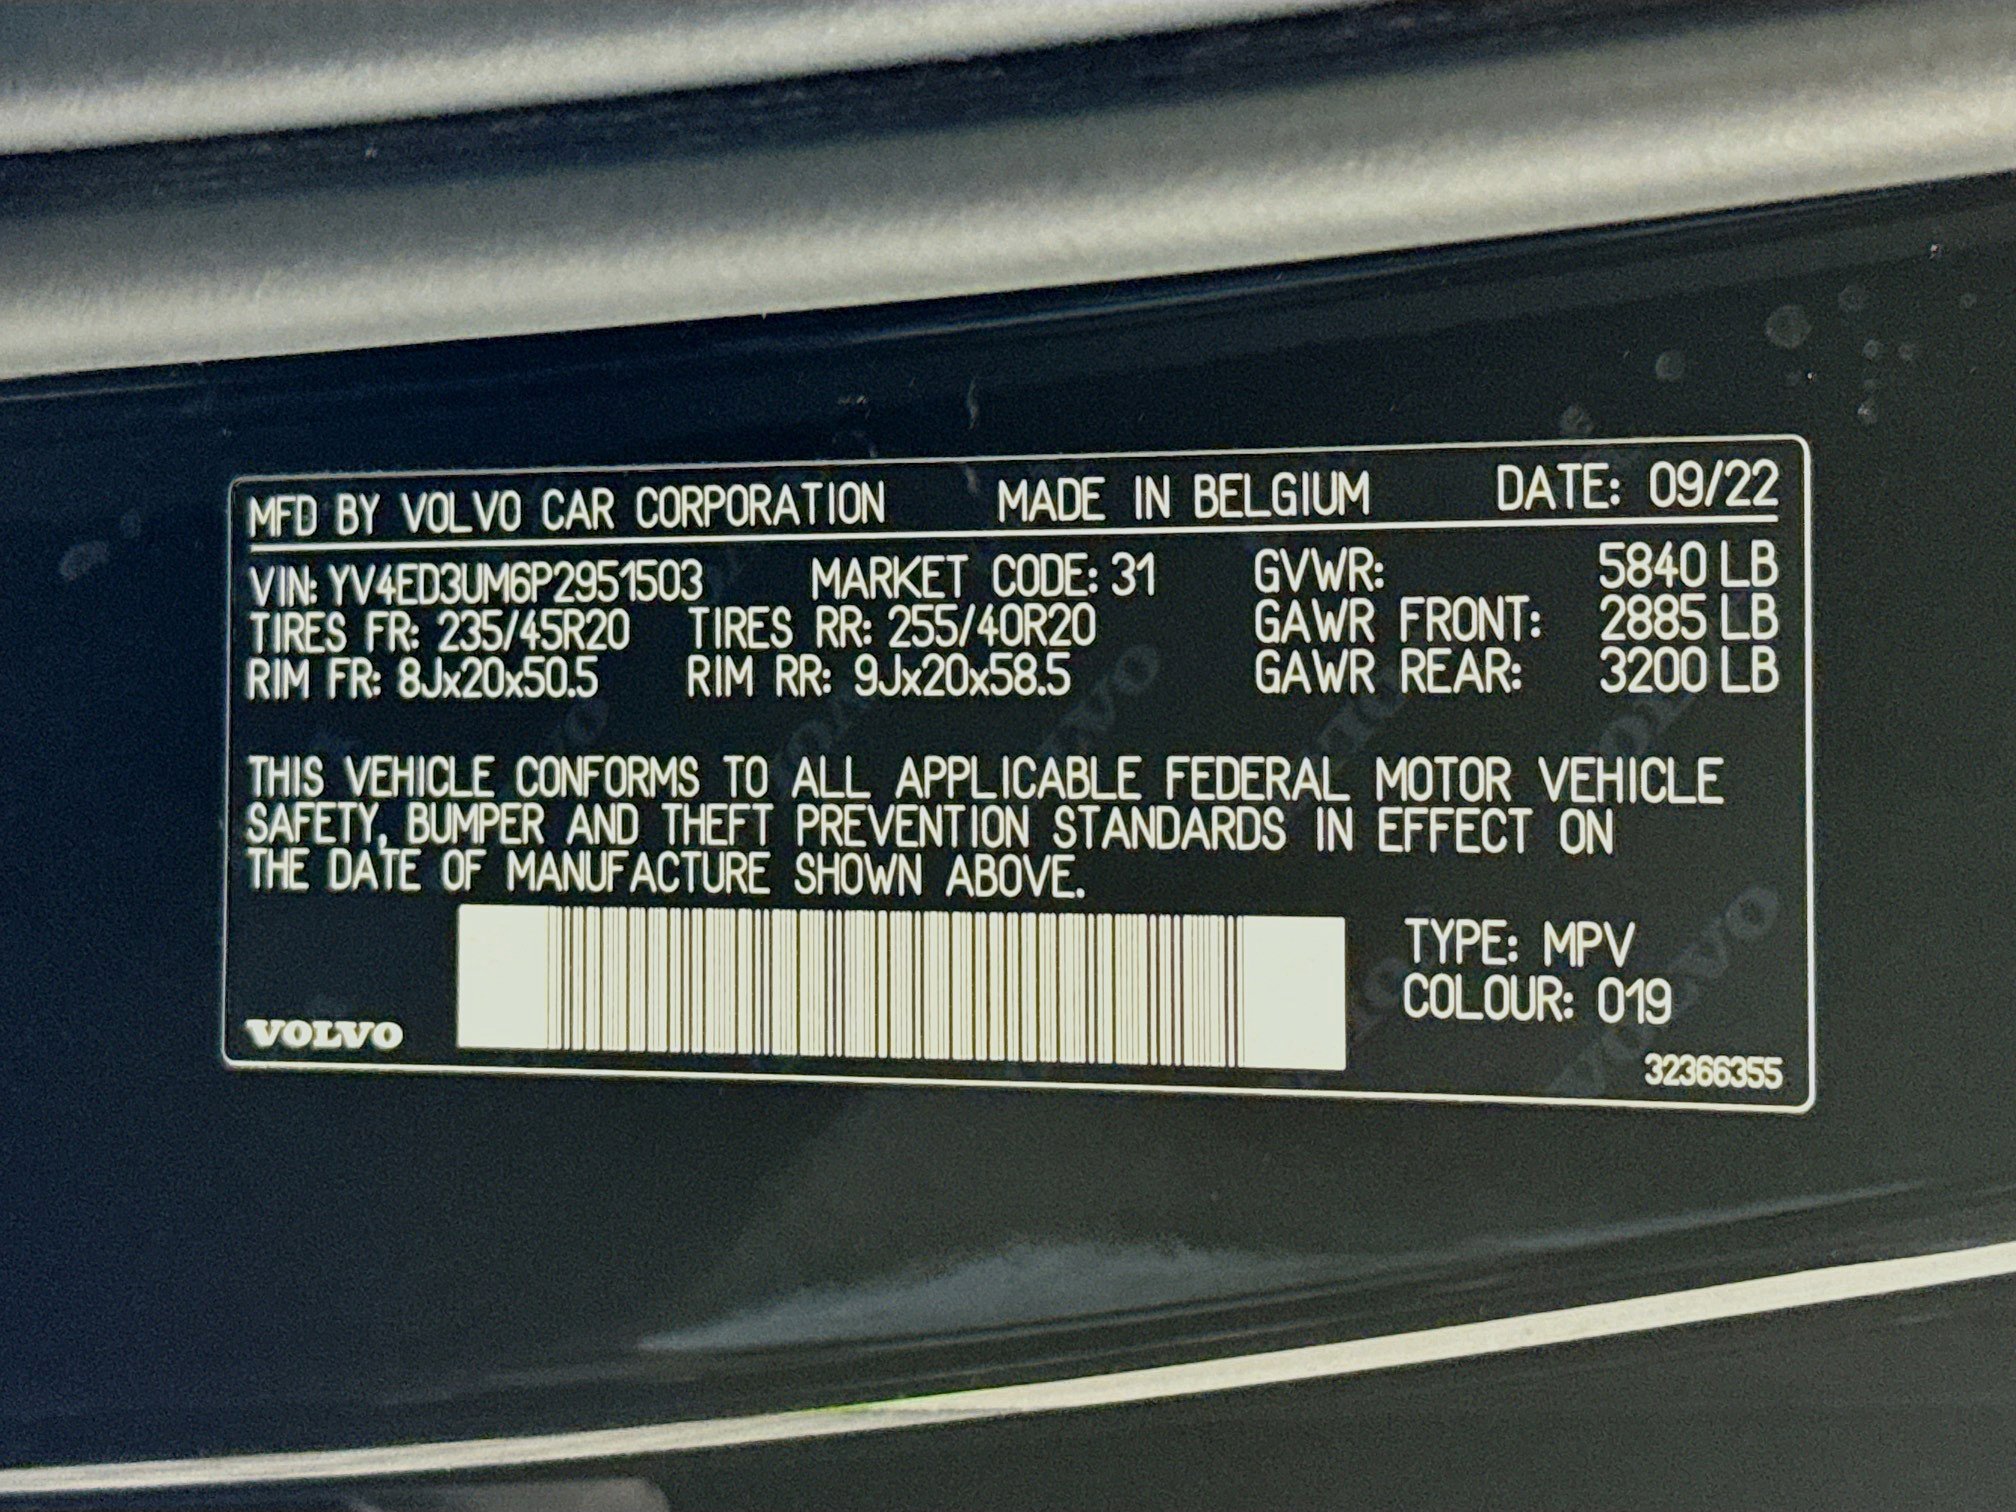 MFD BY VOLVO CAR CORPORATION MADE IN BELGIUM DATE: 09/22
VIN: YV4ED3UM6P2951503 MARKET CODE: 31 GVWR: 5840 LB
TIRES FR: 235/45R20 TIRES RR: 255/40R20 GAWR FRONT: 2885 LB
RIM FR: 8Jx20x50.5 RIM RR: 9Jx20x58.5 GAWR REAR: 3200 LB
THIS VEHICLE CONFORMS TO ALL APPLICABLE FEDERAL MOTOR VEHICLE
SAFETY, BUMPER AND THEFT PREVENTION STANDARDS IN EFFECT ON
THE DATE OF MANUFACTURE SHOWN ABOVE.
TYPE: MPV
COLOUR: 019
VOLVO
32366355